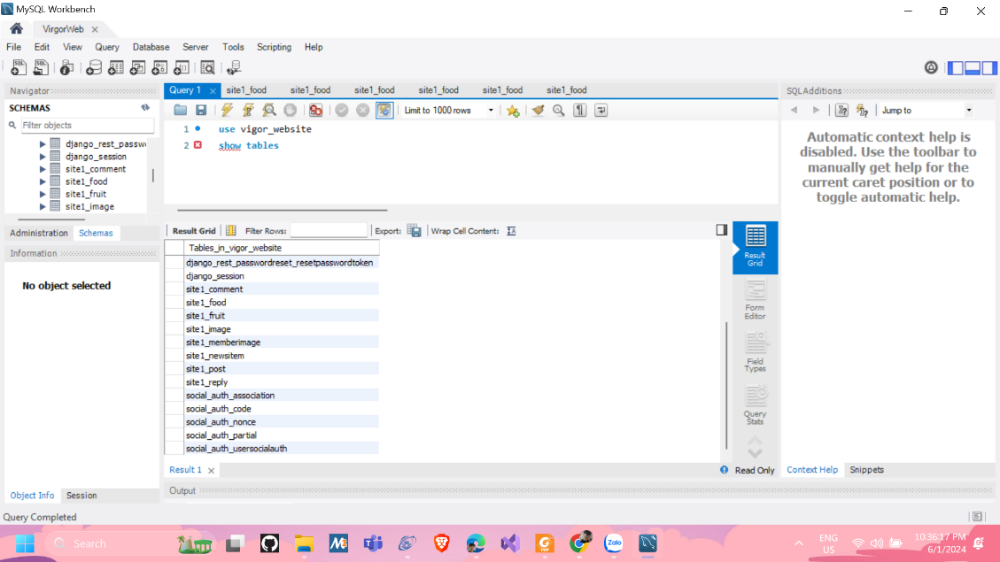 MySQL Workbench
VirgorWeb
File Edit View Query Database Server Tools Scripting Help
Navigator
Query 1 site1_food site1_food site1_food site1_food site1_food site1_food
SQLAdditions
SCHEMAS
Filter objects
django_rest_passw
django_session
site1_comment
site1_food
site1_fruit
site1_image
Administration Schemas
Information
No object selected
Object Info Session
Limit to 1000 rows
1 use vigor_website
2 show tables
Result Grid Filter Rows: Export: Wrap Cell Content:
Tables_in_vigor_website
django_rest_passwordreset_resetpasswordtoken
django_session
site1_comment
site1_food
site1_fruit
site1_image
site1_memberimage
site1_newsitem
site1_post
site1_reply
social_auth_association
social_auth_code
social_auth_nonce
social_auth_partial
social_auth_usersocialauth
Result
Grid
Form
Editor
Field
Types
Query
Stats
Result 1
Read Only
Output
Jump to
Automatic context help is
disabled. Use the toolbar to
manually get help for the
current caret position or to
toggle automatic help.
Context Help Snippets
Query Completed
Search
Zalo
ENG
US
10:36:17 PM
6/1/2024